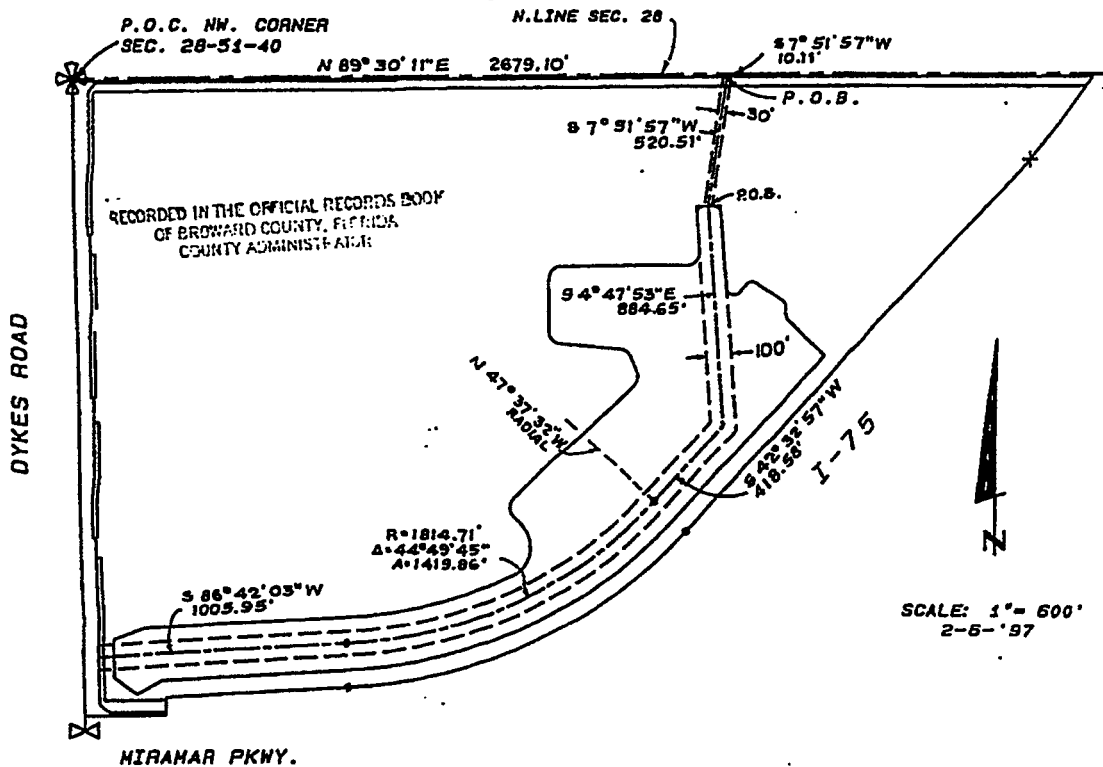 P.O.C. NW. CORNER
SEC. 28-51-40
N.LINE SEC. 28
N 89° 30' 11"E 2679.10'
S 7° 51'57"W
10.11'
P.O.B.
30'
S 7° 51'57"W
520.51'
P.O.B.
RECORDED IN THE OFFICIAL RECORDS BOOK
OF BROWARD COUNTY, FLORIDA
COUNTY ADMINISTRATOR
S 4° 47'53"E
884.65'
100'
DYKES ROAD
N 47° 37'32"W
RADIAL
S 42° 32'57"W
418.58'
I-75
R=1814.71'
Δ=44°49'45"
A=1419.86'
S 86° 42'03"W
1005.95'
N
SCALE: 1"= 600'
2-6-'97
MIRAMAR PKWY.